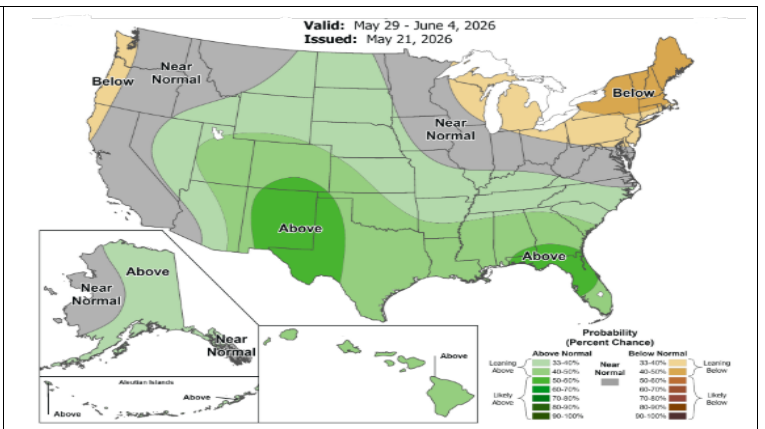 Valid: May 29 - June 4, 2026
Issued: May 21, 2026
Below
Near
Normal
Near
Normal
Below
Above
Above
Above
Near
Normal
Near
Normal
Aleutian Islands
Above
Above
Above
Probability
(Percent Chance)
Above Normal
Below Normal
Leaning
Above
33-40%
40-50%
Likely
Above
50-60%
60-70%
70-80%
80-90%
90-100%
Near
Normal
33-40%
40-50%
Leaning
Below
50-60%
60-70%
70-80%
80-90%
90-100%
Likely
Below